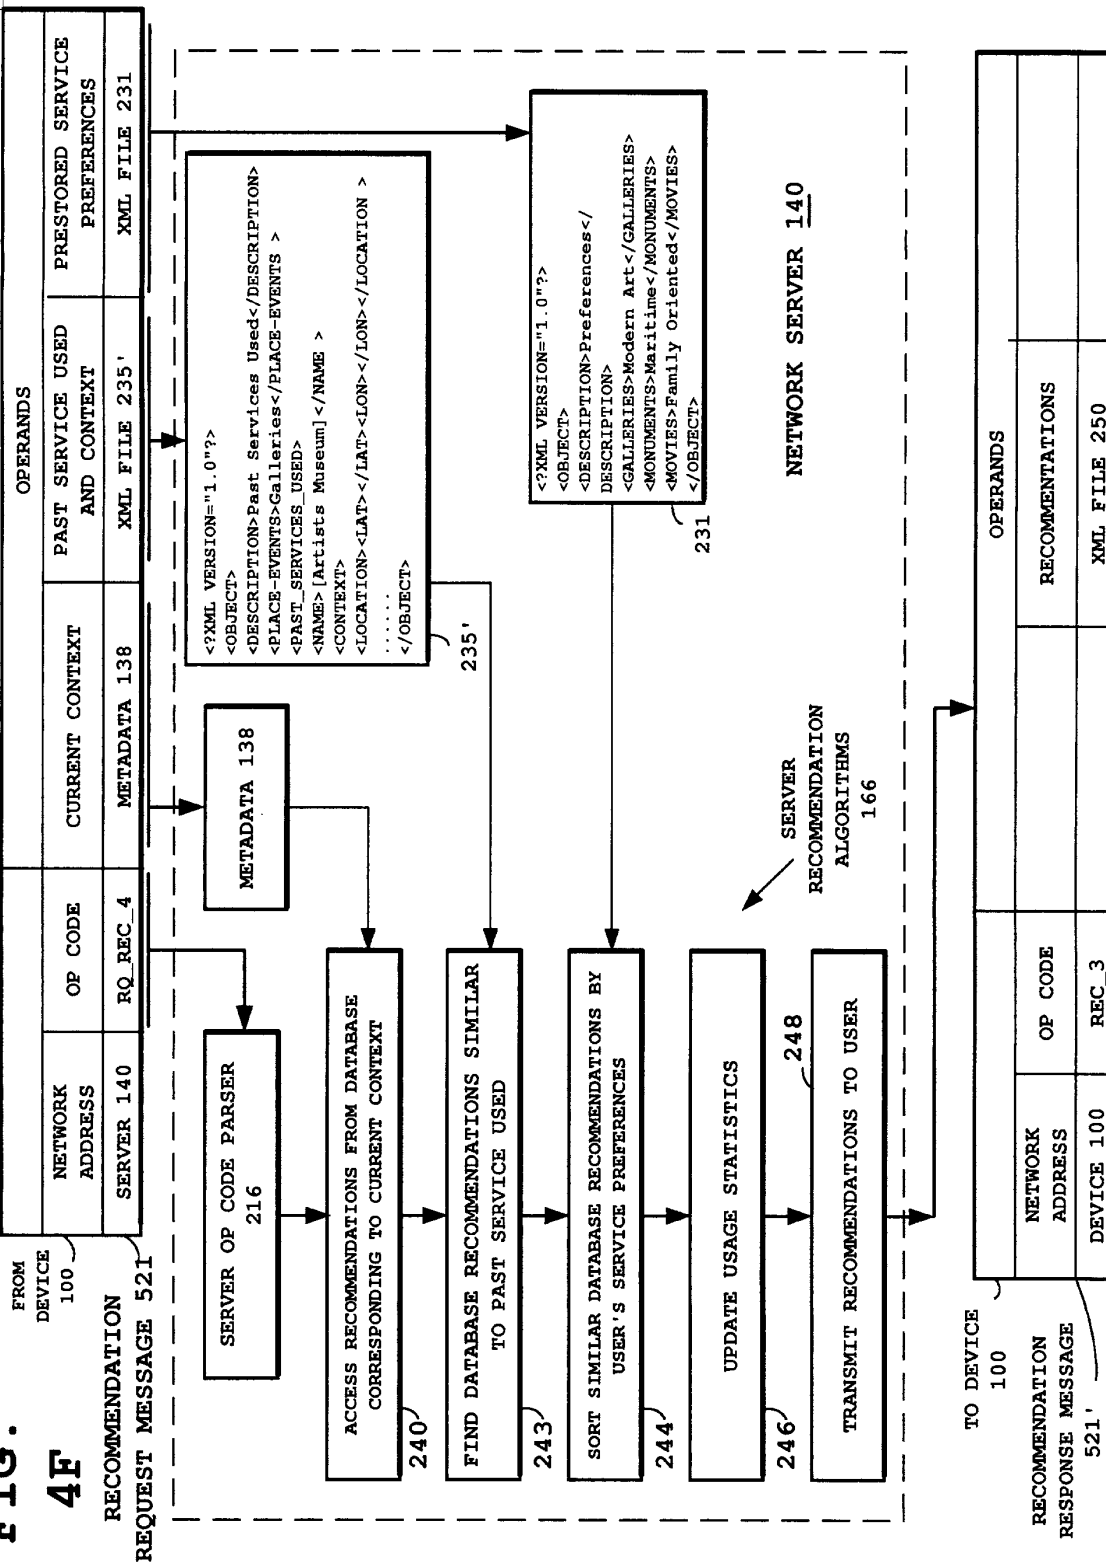 FIG.
4F
RECOMMENDATION
REQUEST MESSAGE 521
FROM
DEVICE
100
OPERANDS
NETWORK
ADDRESS
OP CODE
CURRENT CONTEXT
PAST SERVICE USED
AND CONTEXT
PRESTORED SERVICE
PREFERENCES
SERVER 140
RQ_REC_4
METADATA 138
XML FILE 235'
XML FILE 231
SERVER OP CODE PARSER
216
METADATA 138
<?XML VERSION="1.0"?>
<OBJECT>
<DESCRIPTION>Past Services Used</DESCRIPTION>
<PLACE-EVENTS>Galleries</PLACE-EVENTS >
<PAST_SERVICES_USED>
<NAME>[Artists Museum]</NAME >
<CONTEXT>
<LOCATION><LAT></LAT><LON></LON></LOCATION >
......
</OBJECT>
235'
<?XML VERSION="1.0"?>
<OBJECT>
<DESCRIPTION>Preferences</
DESCRIPTION>
<GALLERIES>Modern Art</GALLERIES>
<MONUMENTS>Maritime</MONUMENTS>
<MOVIES>Family Oriented</MOVIES>
</OBJECT>
231
ACCESS RECOMMENDATIONS FROM DATABASE
CORRESPONDING TO CURRENT CONTEXT
240
FIND DATABASE RECOMMENDATIONS SIMILAR
TO PAST SERVICE USED
243
SORT SIMILAR DATABASE RECOMMENDATIONS BY
USER'S SERVICE PREFERENCES
244
UPDATE USAGE STATISTICS
246
248
TRANSMIT RECOMMENDATIONS TO USER
SERVER
RECOMMENDATION
ALGORITHMS
166
NETWORK SERVER 140
TO DEVICE
100
RECOMMENDATION
RESPONSE MESSAGE
521'
OPERANDS
NETWORK
ADDRESS
OP CODE
RECOMMENTATIONS
DEVICE 100
REC_3
XML FILE 250